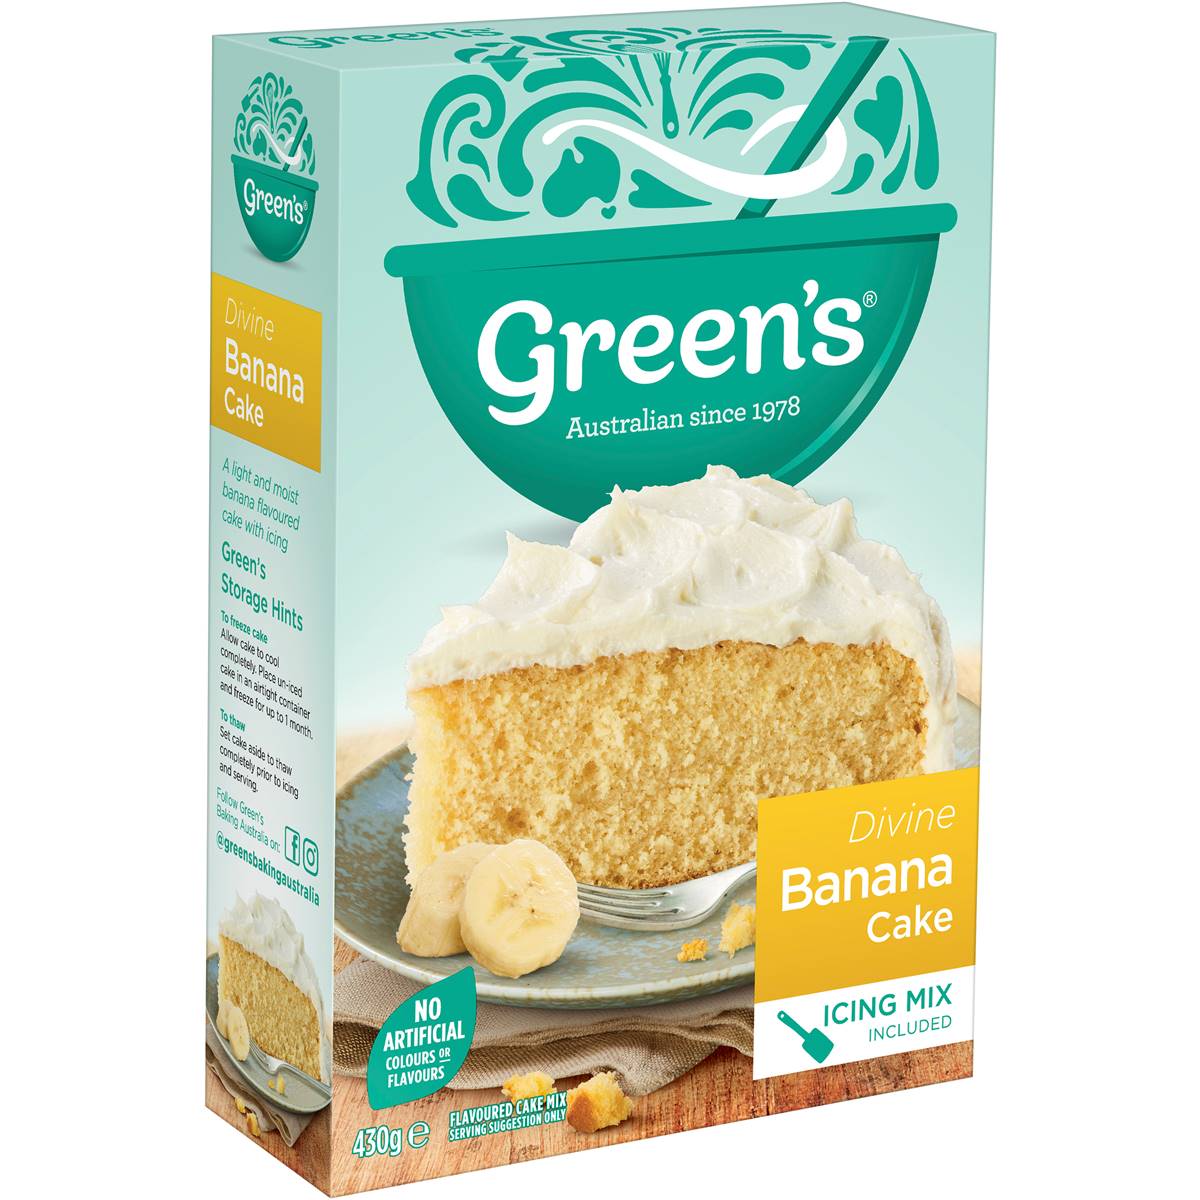 Green's
Green's®
Divine
Banana
Cake
A light and moist
banana flavoured
cake with icing
Green's
Storage Hints
To freeze cake
Allow cake to cool
completely. Place un-iced
cake in an airtight container
and freeze for up to 1 month.
To thaw
Set cake aside to thaw
completely prior to icing
and serving.
Follow Green's
Baking Australia on:
@greensbakingaustralia
Green's®
Australian since 1978
Divine
Banana
Cake
ICING MIX
INCLUDED
NO
ARTIFICIAL
COLOURS OR
FLAVOURS
430g e
FLAVOURED CAKE MIX
SERVING SUGGESTION ONLY